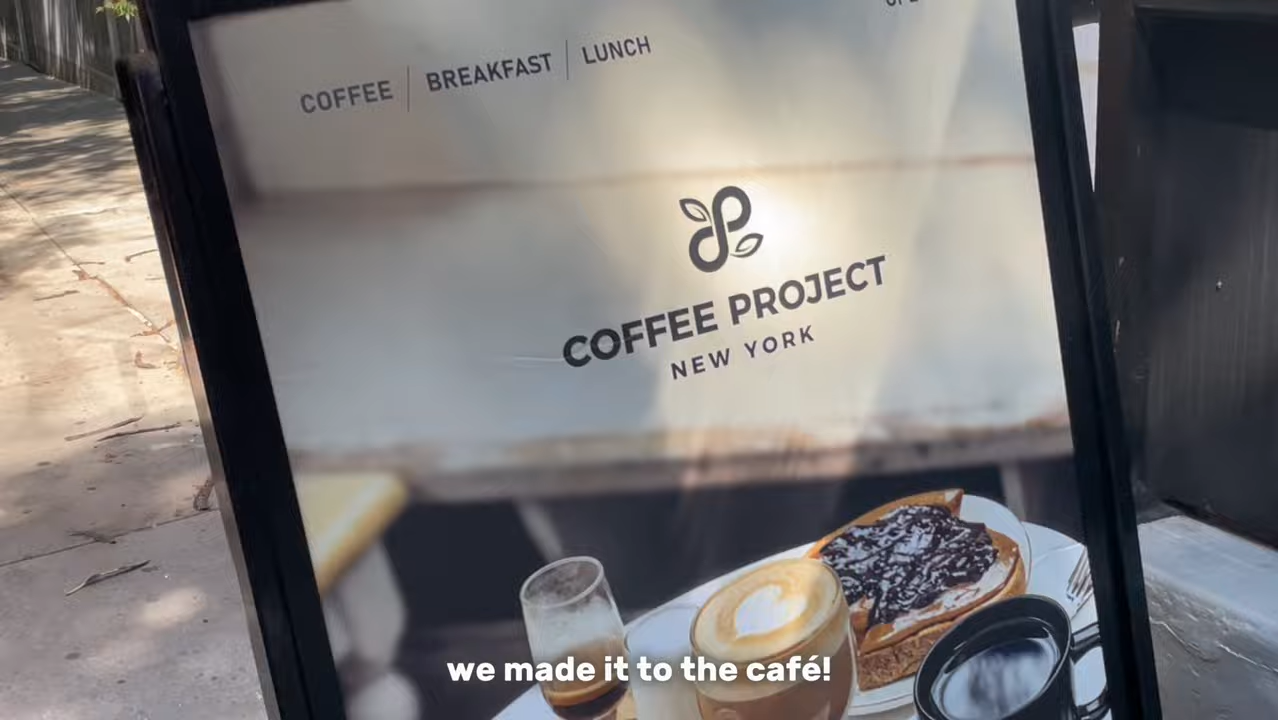 COFFEE | BREAKFAST | LUNCH
COFFEE PROJECT
NEW YORK
we made it to the café!